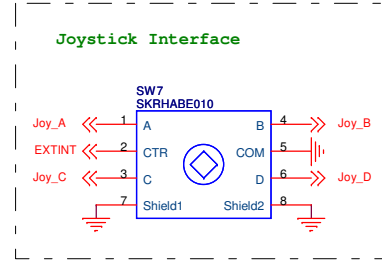 Joystick Interface
SW7
SKRHABE010
Joy_A 1 A B 4 Joy_B
EXTINT 2 CTR COM 5
Joy_C 3 C D 6 Joy_D
7 Shield1 Shield2 8